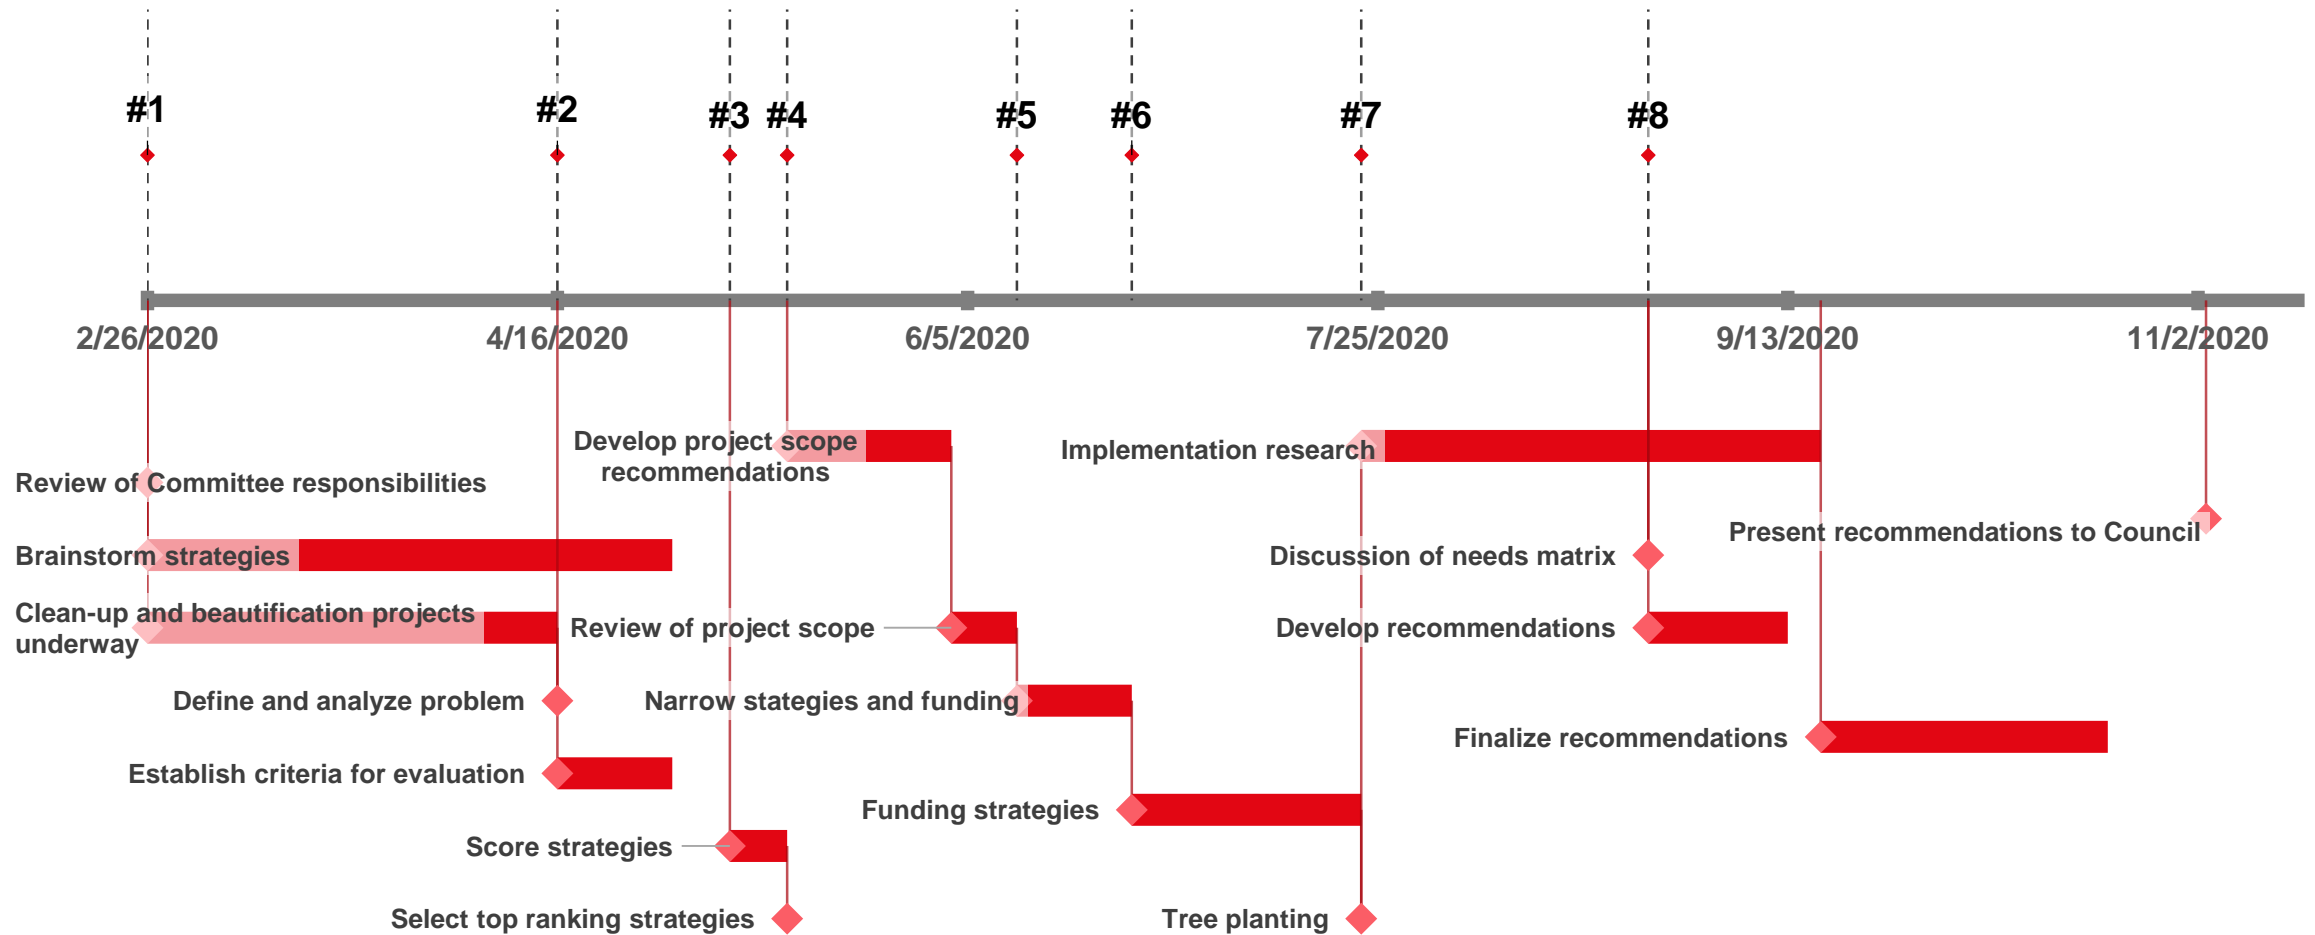 #1
#2
#3
#4
#5
#6
#7
#8
2/26/2020
4/16/2020
6/5/2020
7/25/2020
9/13/2020
11/2/2020
Develop project scope
recommendations
Implementation research
Review of Committee responsibilities
Present recommendations to Council
Brainstorm strategies
Discussion of needs matrix
Clean-up and beautification projects
underway
Review of project scope
Develop recommendations
Define and analyze problem
Narrow stategies and funding
Finalize recommendations
Establish criteria for evaluation
Funding strategies
Score strategies
Select top ranking strategies
Tree planting